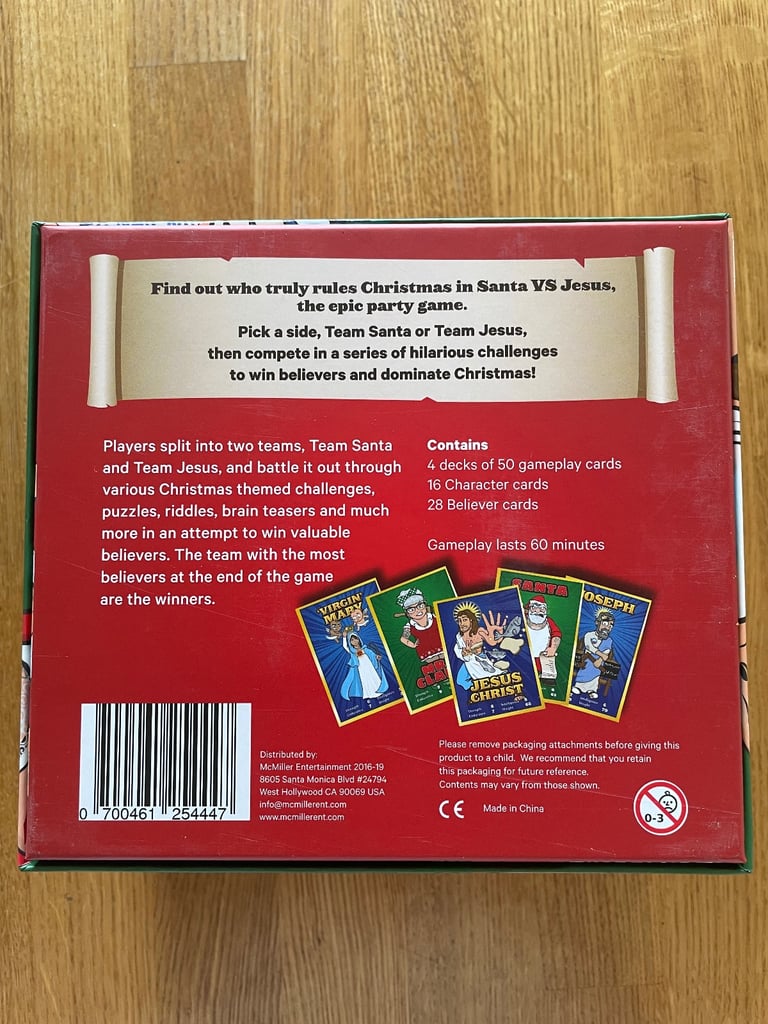 Find out who truly rules Christmas in Santa VS Jesus,
the epic party game.
Pick a side, Team Santa or Team Jesus,
then compete in a series of hilarious challenges
to win believers and dominate Christmas!
Players split into two teams, Team Santa
and Team Jesus, and battle it out through
various Christmas themed challenges,
puzzles, riddles, brain teasers and much
more in an attempt to win valuable
believers. The team with the most
believers at the end of the game
are the winners.
Contains
4 decks of 50 gameplay cards
16 Character cards
28 Believer cards
Gameplay lasts 60 minutes
VIRGIN
MARY
SANTA
OSEPH
JESUS
CHRIST
0 700461 254447
Distributed by:
McMiller Entertainment 2016-19
8605 Santa Monica Blvd #24794
West Hollywood CA 90069 USA
info@mcmillerent.com
www.mcmillerent.com
Please remove packaging attachments before giving this
product to a child. We recommend that you retain
this packaging for future reference.
Contents may vary from those shown.
CE Made in China
0-3